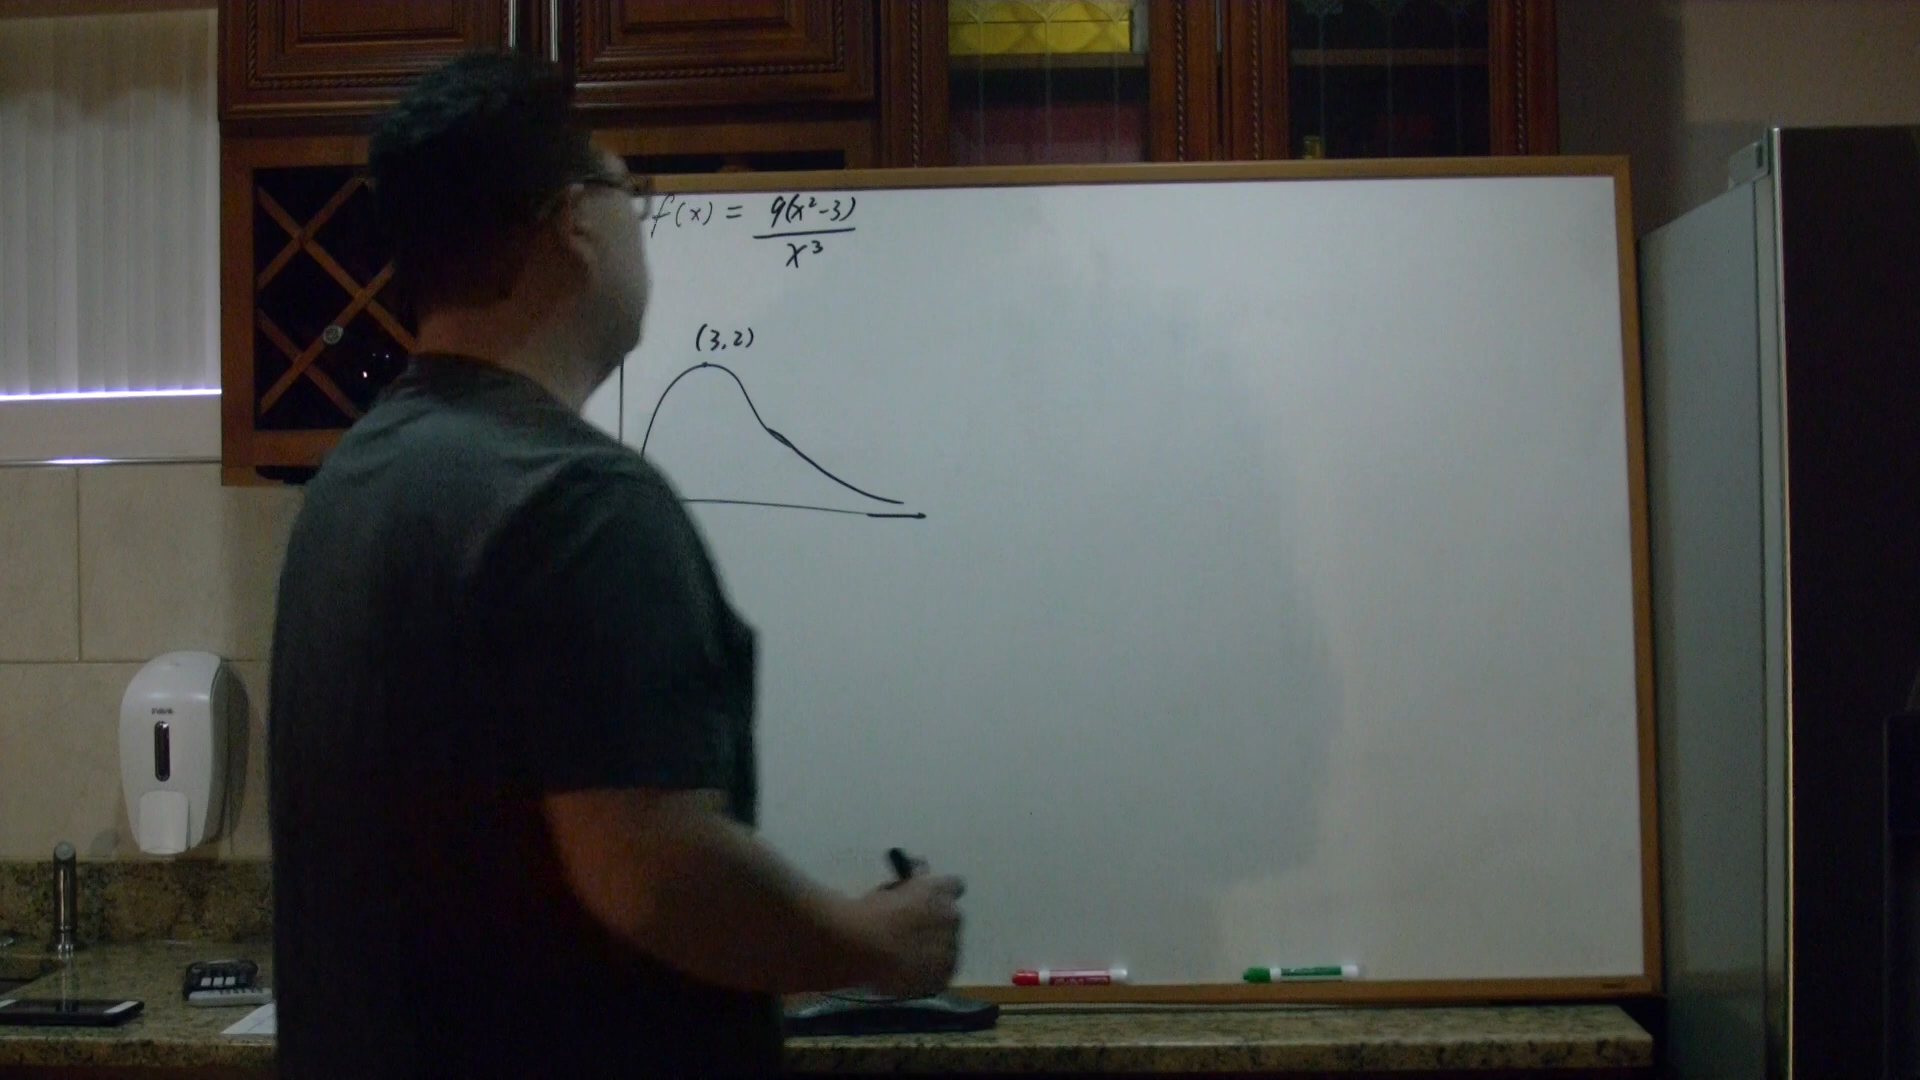 f(x) = 9(x²-3)
x³
(3,2)